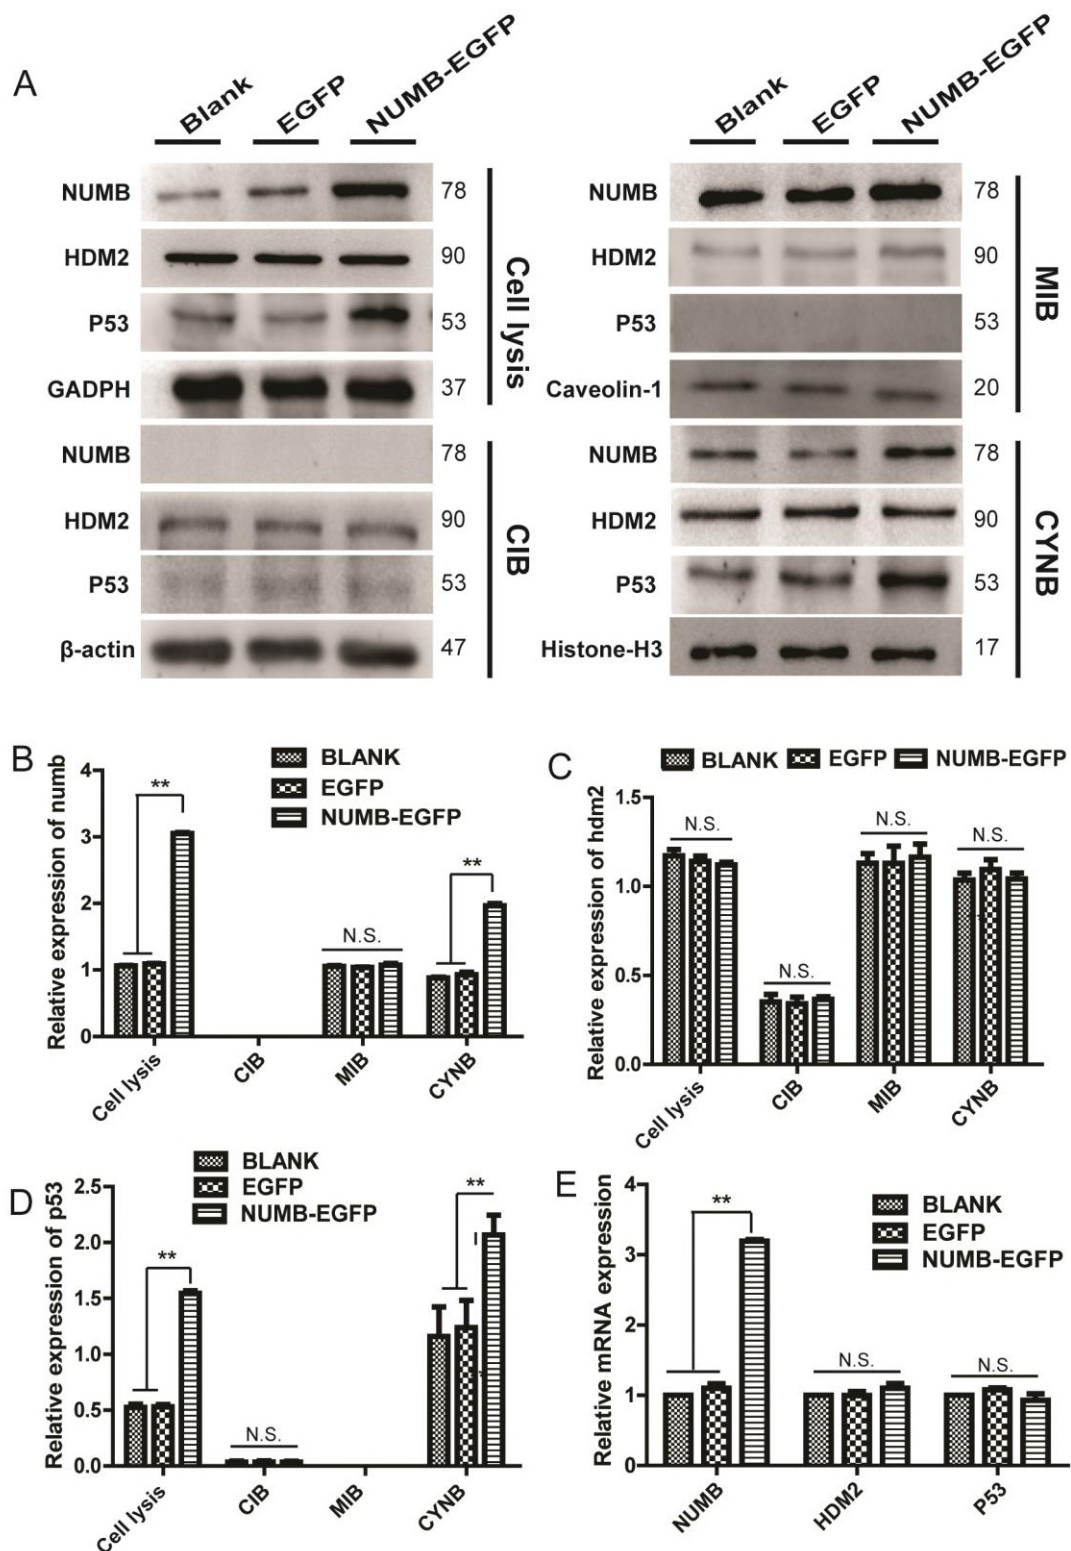 A
Blank EGFP NUMB-EGFP
NUMB 78
HDM2 90
P53 53
GADPH 37
Cell lysis
NUMB 78
HDM2 90
P53 53
β-actin 47
CIB
Blank EGFP NUMB-EGFP
NUMB 78
HDM2 90
P53 53
Caveolin-1 20
MIB
NUMB 78
HDM2 90
P53 53
Histone-H3 17
CYNB
B
BLANK
EGFP
NUMB-EGFP
Relative expression of numb
4
3
2
1
0
**
N.S.
**
Cell lysis CIB MIB CYNB
C
BLANK EGFP NUMB-EGFP
Relative expression of hdm2
1.5
1.0
0.5
0.0
N.S.
N.S.
N.S.
N.S.
Cell lysis CIB MIB CYNB
D
BLANK
EGFP
NUMB-EGFP
Relative expression of p53
2.5
2.0
1.5
1.0
0.5
0.0
**
N.S.
**
Cell lysis CIB MIB CYNB
E
BLANK
EGFP
NUMB-EGFP
Relative mRNA expression
4
3
2
1
0
**
N.S.
N.S.
NUMB HDM2 P53